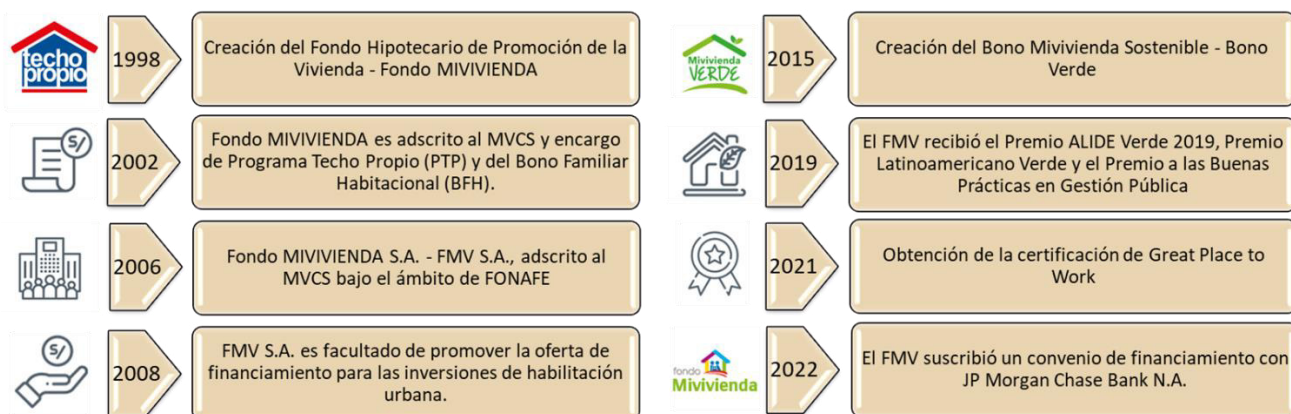 techo
propio
1998
Creación del Fondo Hipotecario de Promoción de la
Vivienda - Fondo MIVIVIENDA
S/
2002
Fondo MIVIVIENDA es adscrito al MVCS y encargo
de Programa Techo Propio (PTP) y del Bono Familiar
Habitacional (BFH).
2006
Fondo MIVIVIENDA S.A. - FMV S.A., adscrito al
MVCS bajo el ámbito de FONAFE
S/
2008
FMV S.A. es facultado de promover la oferta de
financiamiento para las inversiones de habilitación
urbana.
Mivivienda
VERDE
2015
Creación del Bono Mivivienda Sostenible - Bono
Verde
2019
El FMV recibió el Premio ALIDE Verde 2019, Premio
Latinoamericano Verde y el Premio a las Buenas
Prácticas en Gestión Pública
2021
Obtención de la certificación de Great Place to
Work
fondo
Mivivienda
2022
El FMV suscribió un convenio de financiamiento con
JP Morgan Chase Bank N.A.